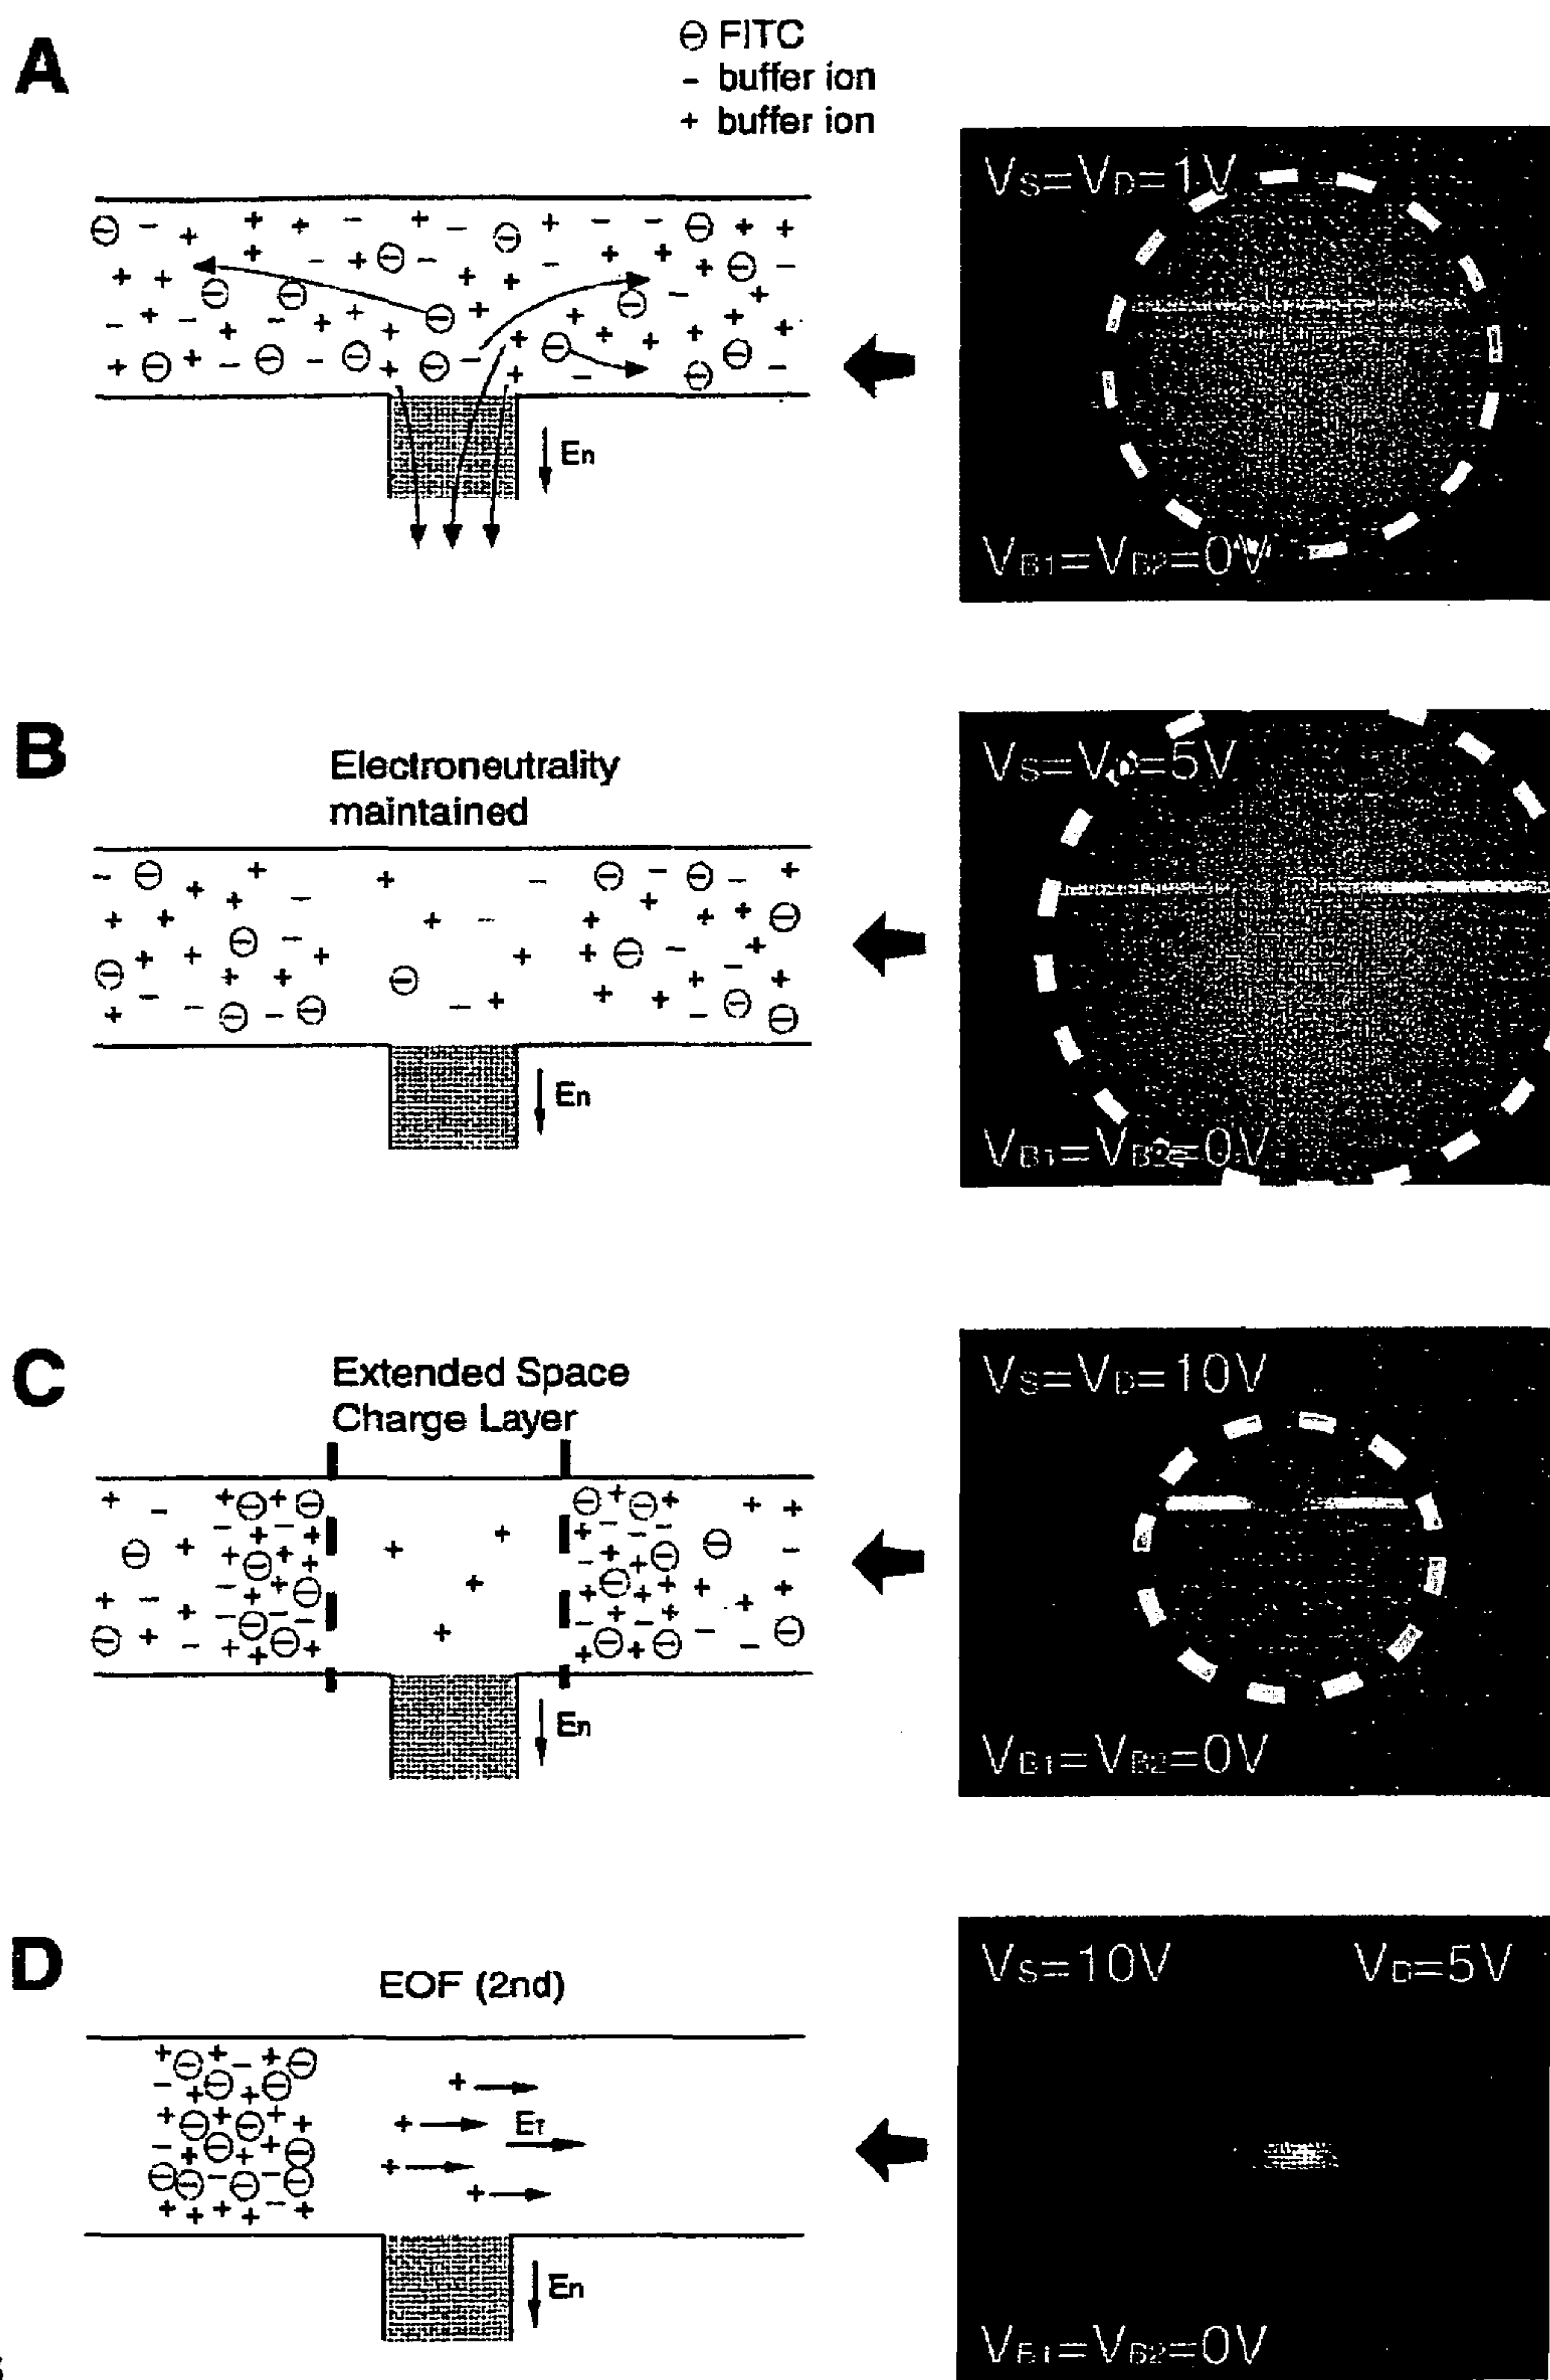 A
⊖ FITC
- buffer ion
+ buffer ion
VS=VD=1V
En
VB1=VB2=0V
B
Electroneutrality
maintained
VS=VD=5V
En
VB1=VB2=0V
C
Extended Space
Charge Layer
VS=VD=10V
En
VB1=VB2=0V
D
EOF (2nd)
VS=10V VD=5V
ET
En
VB1=VB2=0V